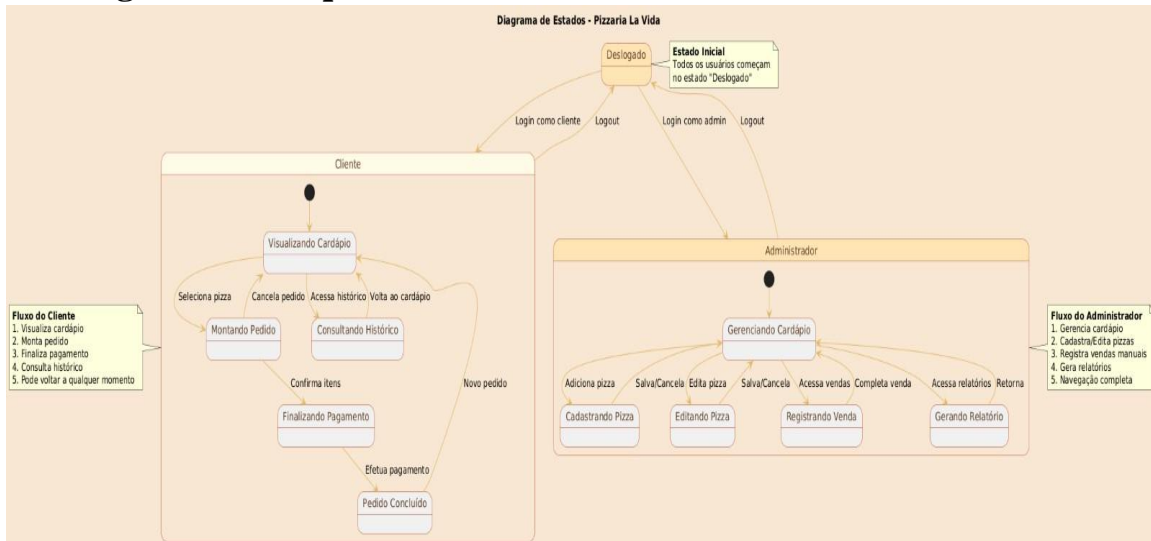 Diagrama de Estados - Pizzaria La Vida
Deslogado
Estado Inicial
Todos os usuários começam
no estado "Deslogado"
Login como cliente
Logout
Login como admin
Logout
Cliente
Visualizando Cardápio
Seleciona pizza
Cancela pedido
Acessa histórico
Volta ao cardápio
Montando Pedido
Consultando Histórico
Confirma itens
Novo pedido
Finalizando Pagamento
Efetua pagamento
Pedido Concluído
Fluxo do Cliente
1. Visualiza cardápio
2. Monta pedido
3. Finaliza pagamento
4. Consulta histórico
5. Pode voltar a qualquer momento
Administrador
Gerenciando Cardápio
Adiciona pizza
Salva/Cancela
Edita pizza
Salva/Cancela
Acessa vendas
Completa venda
Acessa relatórios
Retorna
Cadastrando Pizza
Editando Pizza
Registrando Venda
Gerando Relatório
Fluxo do Administrador
1. Gerencia cardápio
2. Cadastra/Edita pizzas
3. Registra vendas manuais
4. Gera relatórios
5. Navegação completa